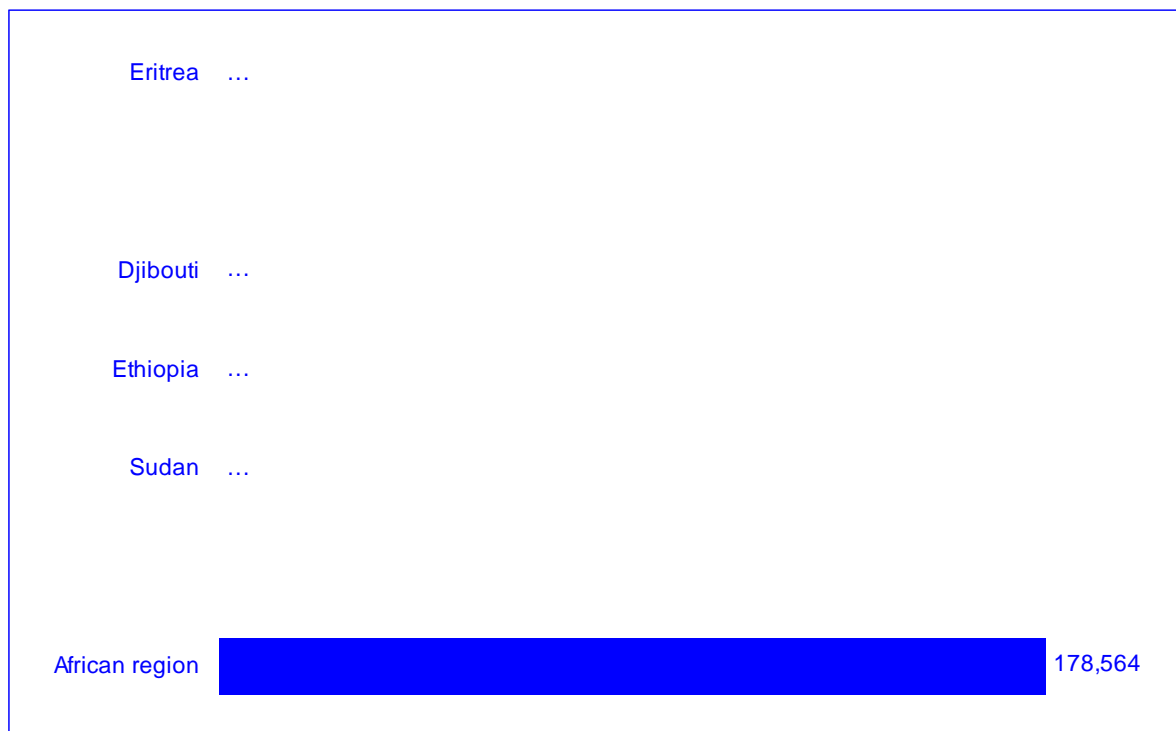 Eritrea …
Djibouti …
Ethiopia …
Sudan …
African region 178,564